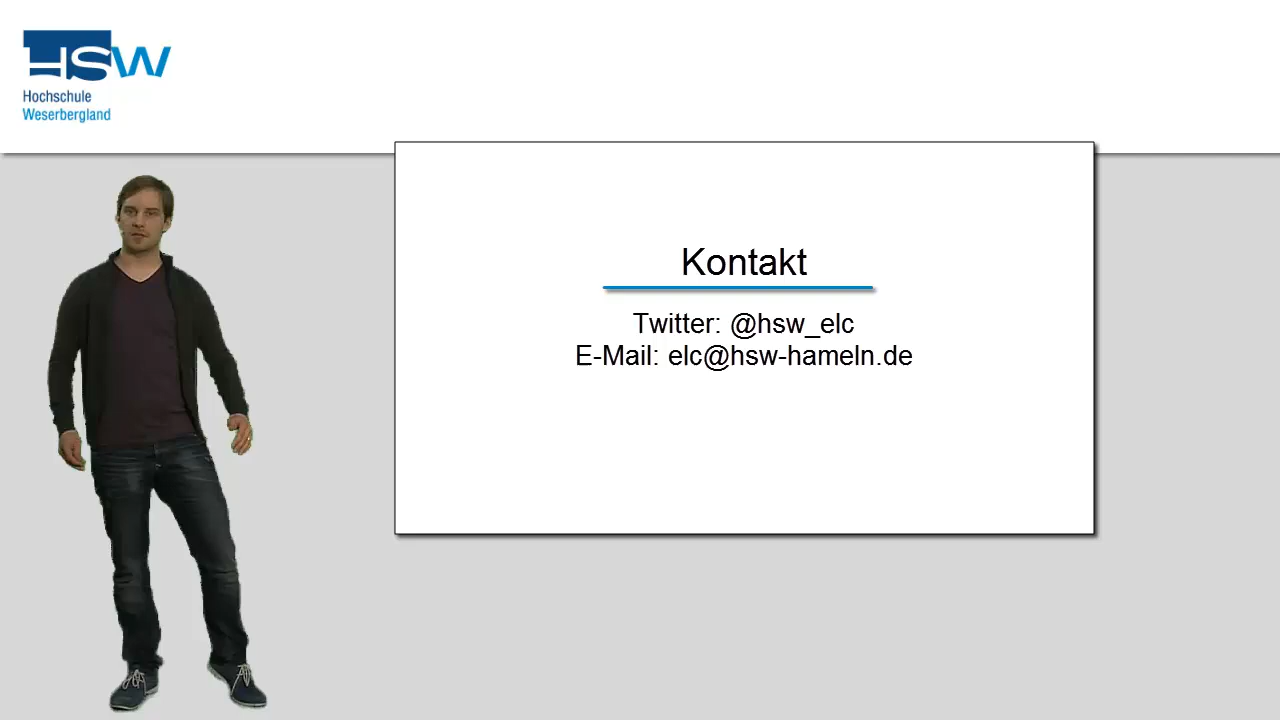 HSW
Hochschule
Weserbergland
Kontakt
Twitter: @hsw_elc
E-Mail: elc@hsw-hameln.de